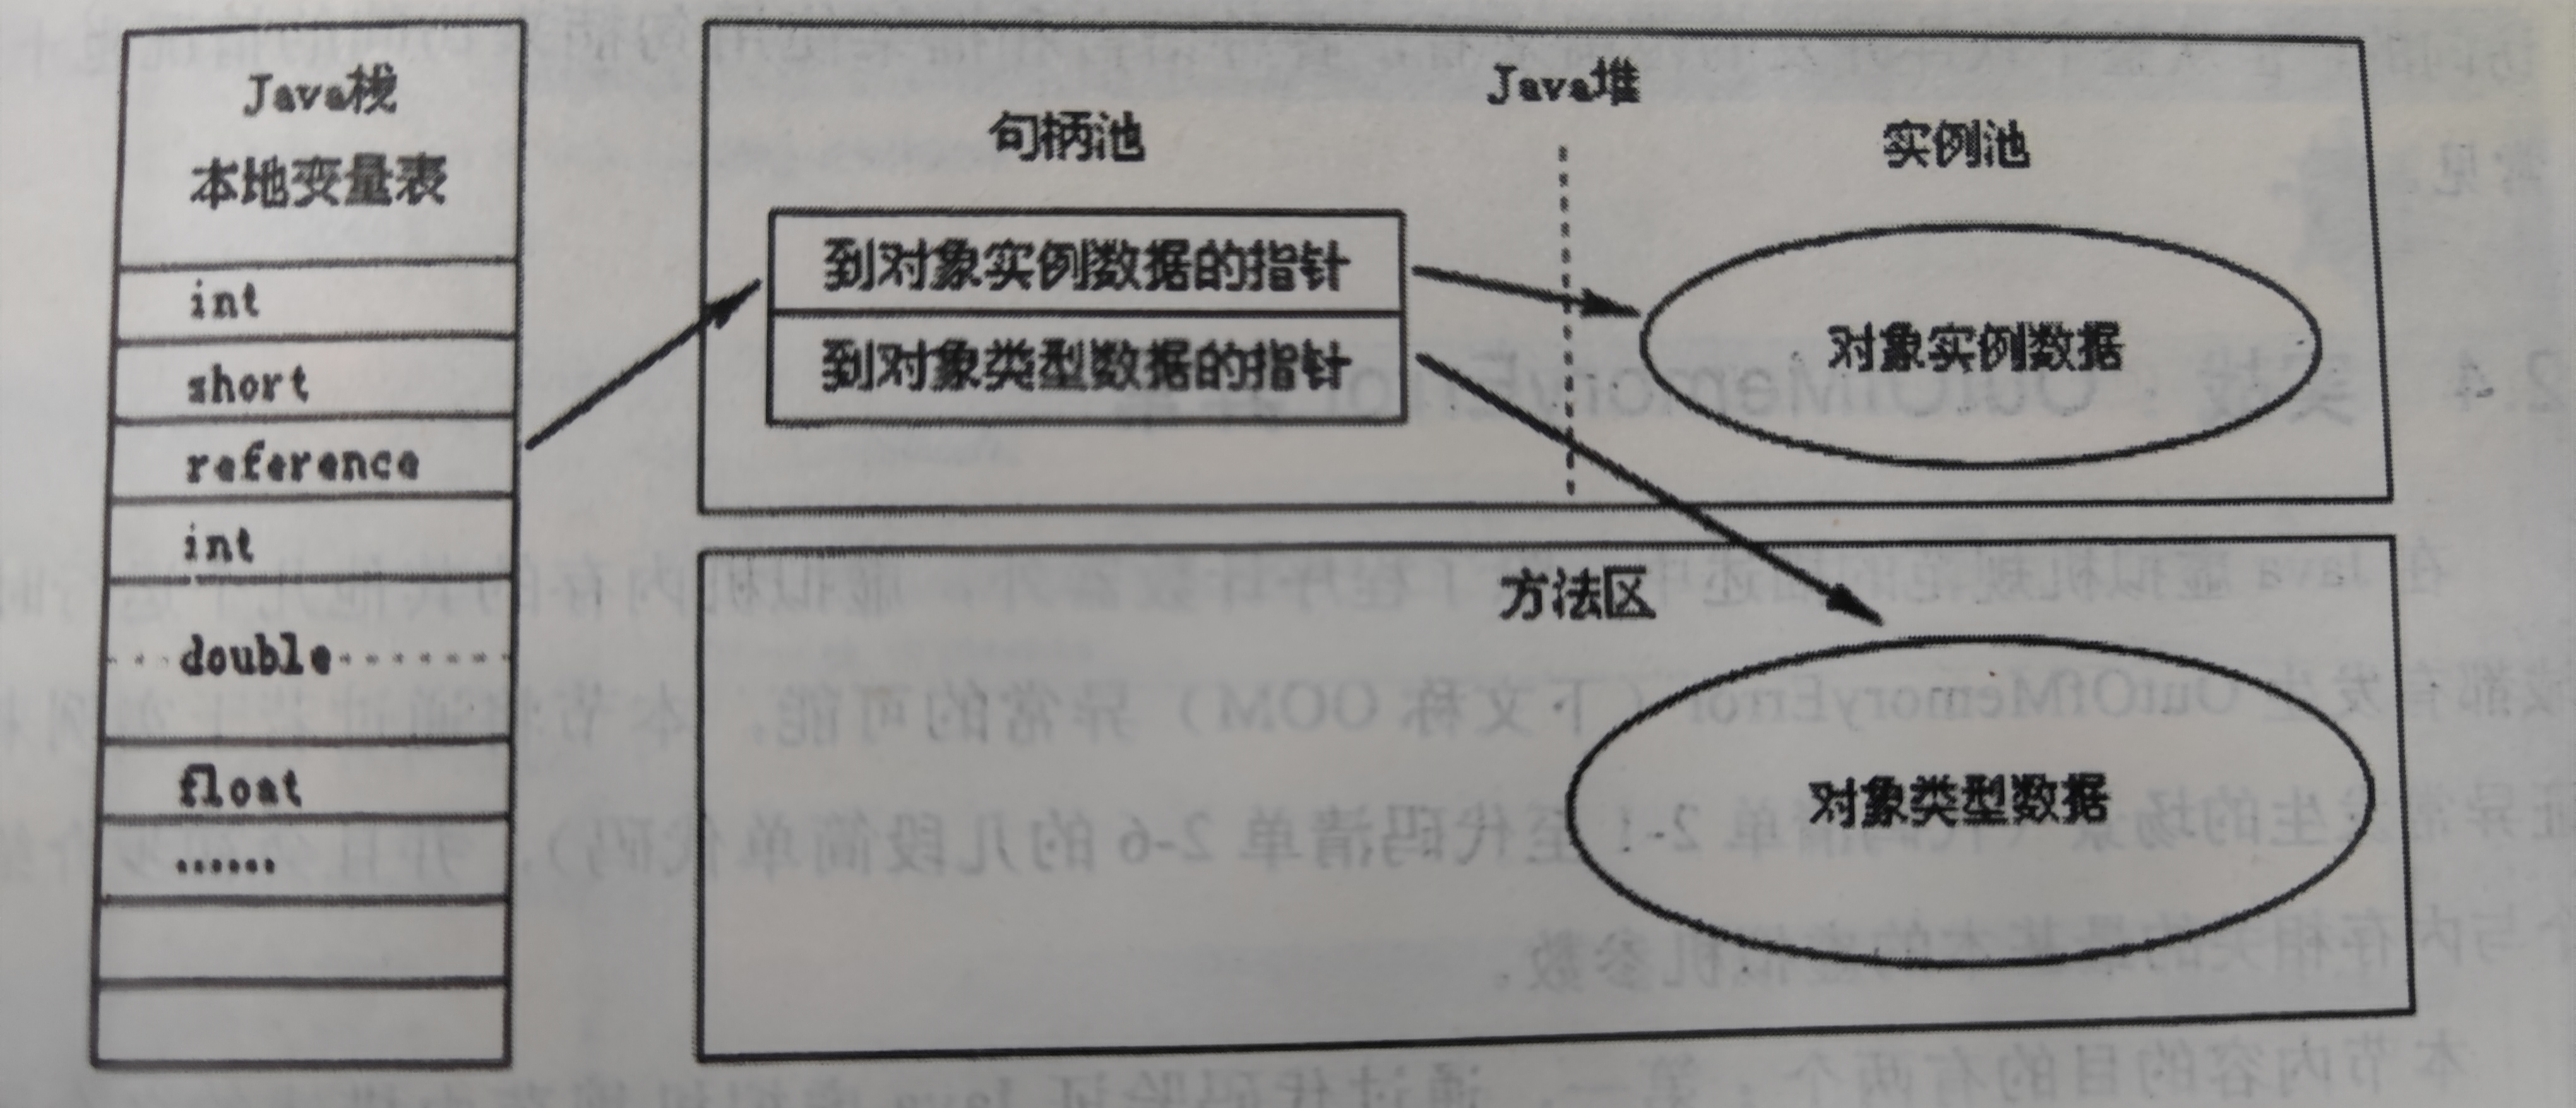 Java栈
本地变量表
int
short
reference
int
double
float
......
Java堆
句柄池
实例池
到对象实例数据的指针
到对象类型数据的指针
对象实例数据
方法区
对象类型数据